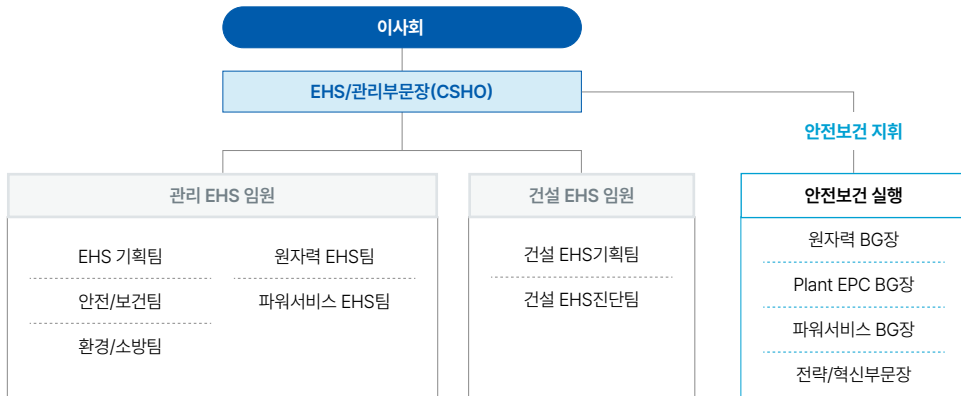 이사회
EHS/관리부문장(CSHO)
안전보건 지휘
관리 EHS 임원
EHS 기획팀
안전/보건팀
환경/소방팀
원자력 EHS팀
파워서비스 EHS팀
건설 EHS 임원
건설 EHS기획팀
건설 EHS진단팀
안전보건 실행
원자력 BG장
Plant EPC BG장
파워서비스 BG장
전략/혁신부문장